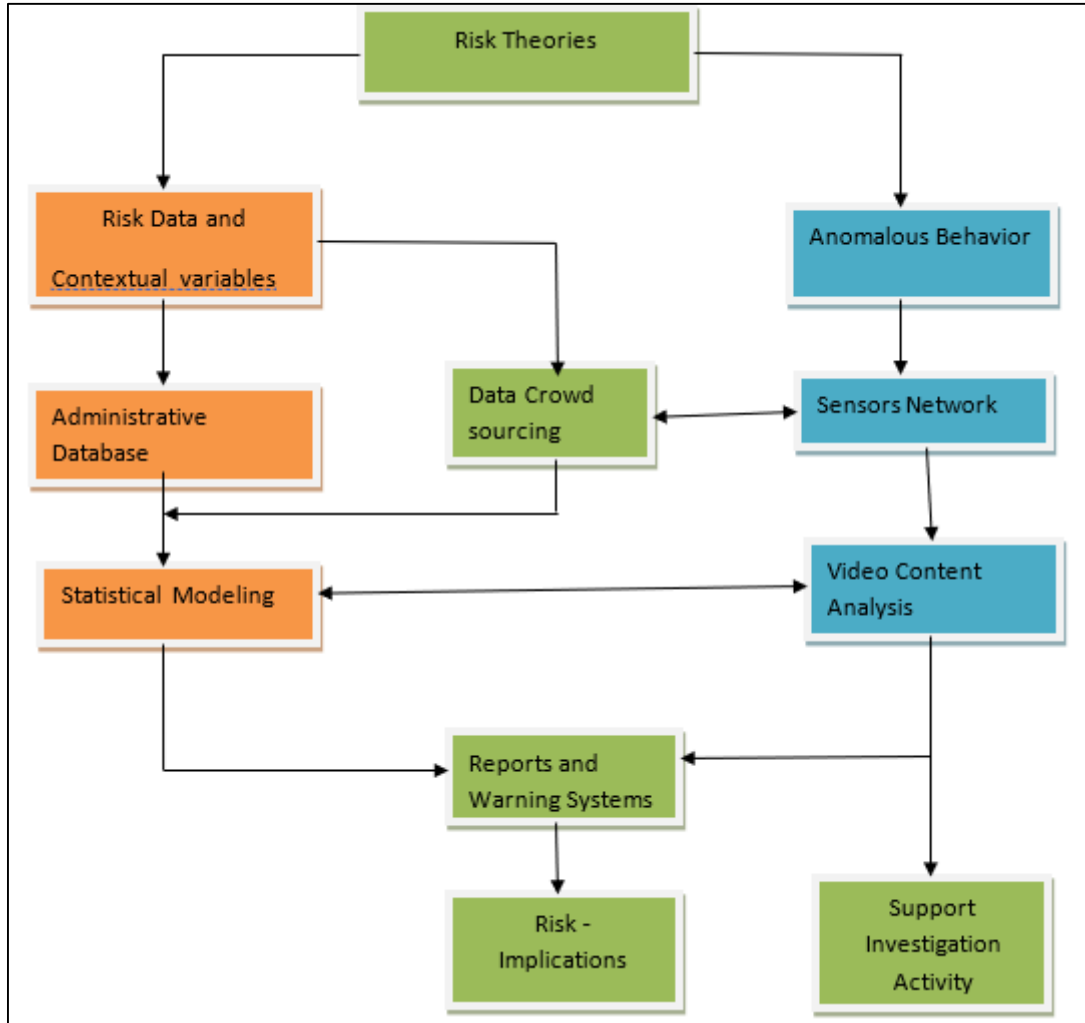 Risk Theories
Risk Data and
Contextual variables
Anomalous Behavior
Administrative
Database
Data Crowd
sourcing
Sensors Network
Statistical Modeling
Video Content
Analysis
Reports and
Warning Systems
Risk -
Implications
Support
Investigation
Activity